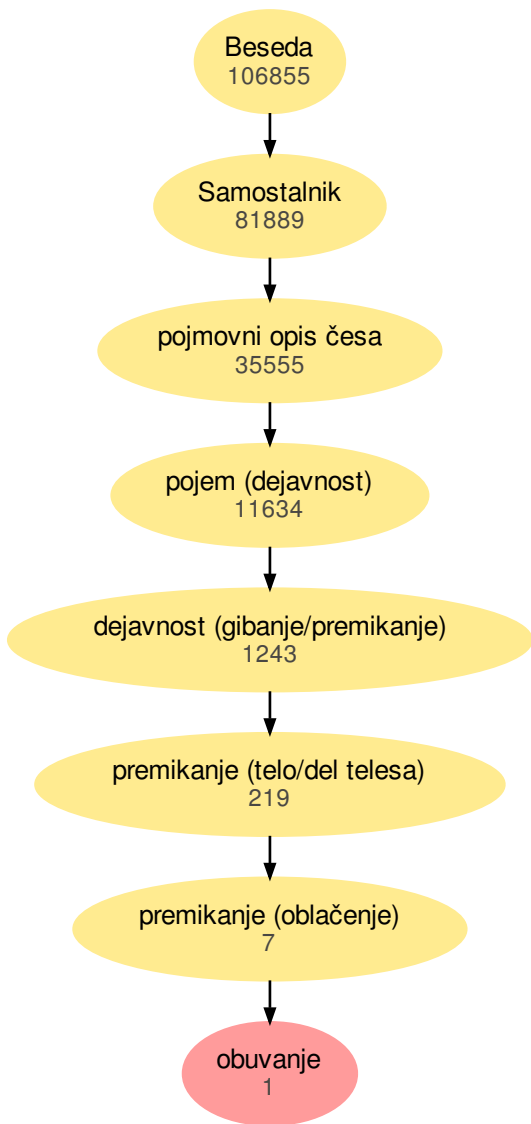 Beseda
106855
Samostalnik
81889
pojmovni opis česa
35555
pojem (dejavnost)
11634
dejavnost (gibanje/premikanje)
1243
premikanje (telo/del telesa)
219
premikanje (oblačenje)
7
obuvanje
1